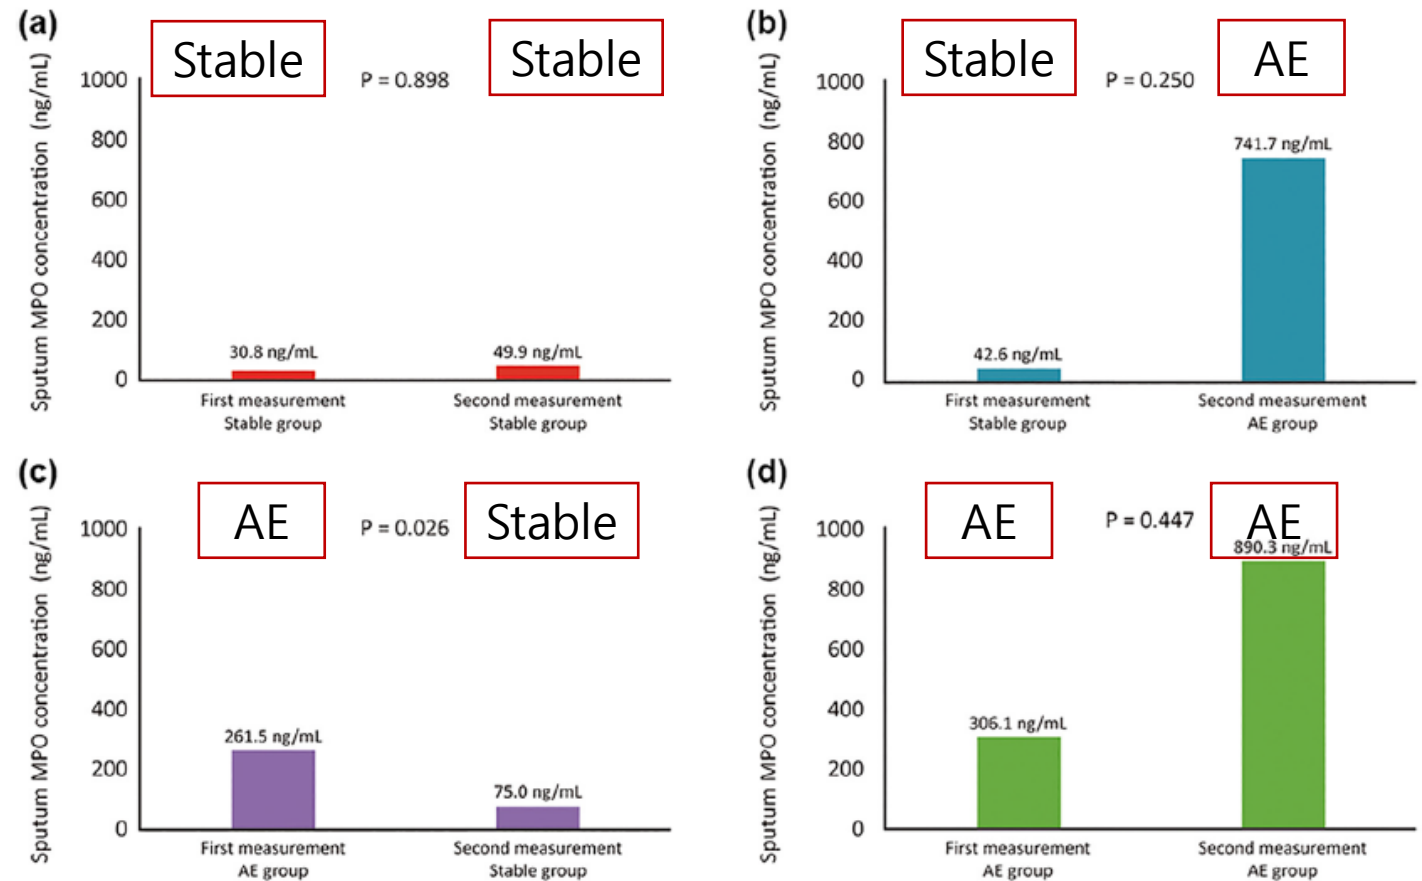 (a)
Stable
Stable
P = 0.898
Sputum MPO concentration (ng/mL)
1000
800
600
400
200
0
30.8 ng/mL
49.9 ng/mL
First measurement
Stable group
Second measurement
Stable group
(b)
Stable
AE
P = 0.250
Sputum MPO concentration (ng/mL)
1000
800
600
400
200
0
42.6 ng/mL
741.7 ng/mL
First measurement
Stable group
Second measurement
AE group
(c)
AE
Stable
P = 0.026
Sputum MPO concentration (ng/mL)
1000
800
600
400
200
0
261.5 ng/mL
75.0 ng/mL
First measurement
AE group
Second measurement
Stable group
(d)
AE
AE
P = 0.447
Sputum MPO concentration (ng/mL)
1000
800
600
400
200
0
306.1 ng/mL
890.3 ng/mL
First measurement
AE group
Second measurement
AE group